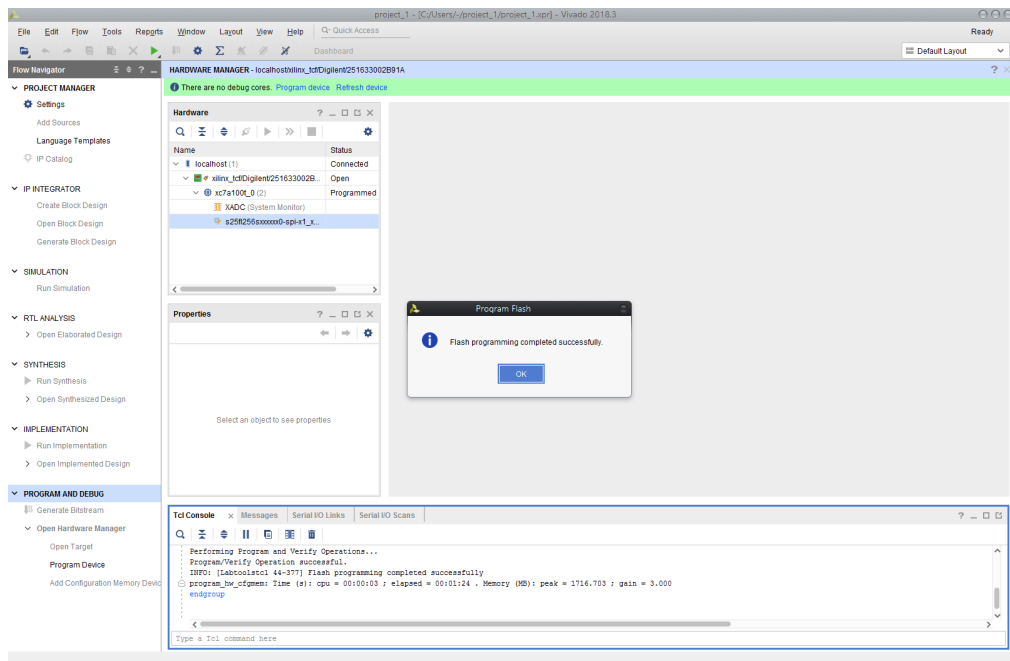 project_1 - [C:/Users/-/project_1/project_1.xpr] - Vivado 2018.3
File Edit Flow Tools Reports Window Layout View Help Q- Quick Access Ready
Dashboard Default Layout
Flow Navigator
HARDWARE MANAGER - localhost/xilinx_tcf/Digilent/251633002B91A
There are no debug cores. Program device Refresh device
PROJECT MANAGER
Settings
Add Sources
Language Templates
IP Catalog
IP INTEGRATOR
Create Block Design
Open Block Design
Generate Block Design
SIMULATION
Run Simulation
RTL ANALYSIS
Open Elaborated Design
SYNTHESIS
Run Synthesis
Open Synthesized Design
IMPLEMENTATION
Run Implementation
Open Implemented Design
PROGRAM AND DEBUG
Generate Bitstream
Open Hardware Manager
Open Target
Program Device
Add Configuration Memory Devic
Hardware
Name Status
localhost (1) Connected
xilinx_tcf/Digilent/251633002B... Open
xc7a100t_0 (2) Programmed
XADC (System Monitor)
s25fl256sxxxxxx0-spi-x1_x...
Properties
Select an object to see properties
Program Flash
Flash programming completed successfully.
OK
Tcl Console Messages Serial I/O Links Serial I/O Scans
Performing Program and Verify Operations...
Program/Verify Operation successful.
INFO: [Labtoolstcl 44-377] Flash programming completed successfully
program_hw_cfgmem: Time (s): cpu = 00:00:03 ; elapsed = 00:01:24 . Memory (MB): peak = 1716.703 ; gain = 3.000
endgroup
Type a Tcl command here